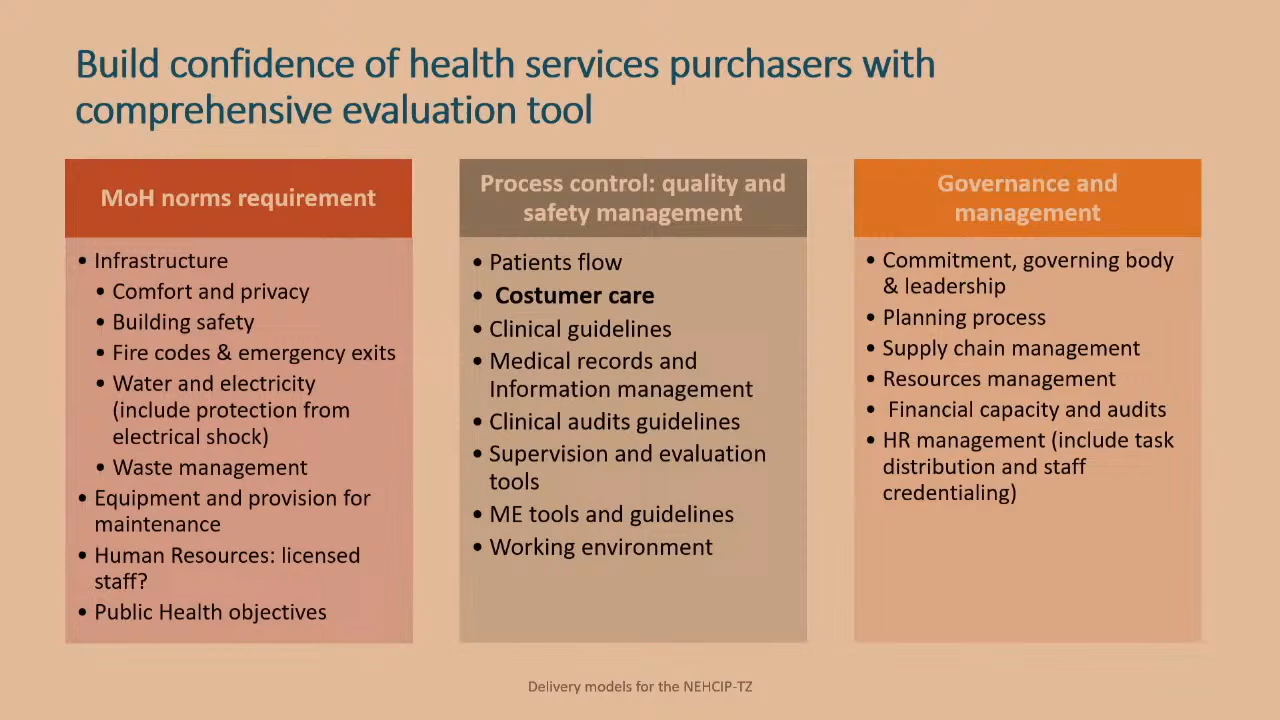 Build confidence of health services purchasers with
comprehensive evaluation tool
MoH norms requirement
• Infrastructure
• Comfort and privacy
• Building safety
• Fire codes & emergency exits
• Water and electricity
(include protection from
electrical shock)
• Waste management
• Equipment and provision for
maintenance
• Human Resources: licensed
staff?
• Public Health objectives
Process control: quality and
safety management
• Patients flow
• Costumer care
• Clinical guidelines
• Medical records and
Information management
• Clinical audits guidelines
• Supervision and evaluation
tools
• ME tools and guidelines
• Working environment
Governance and
management
• Commitment, governing body
& leadership
• Planning process
• Supply chain management
• Resources management
• Financial capacity and audits
• HR management (include task
distribution and staff
credentialing)
Delivery models for the NEHCIP-TZ